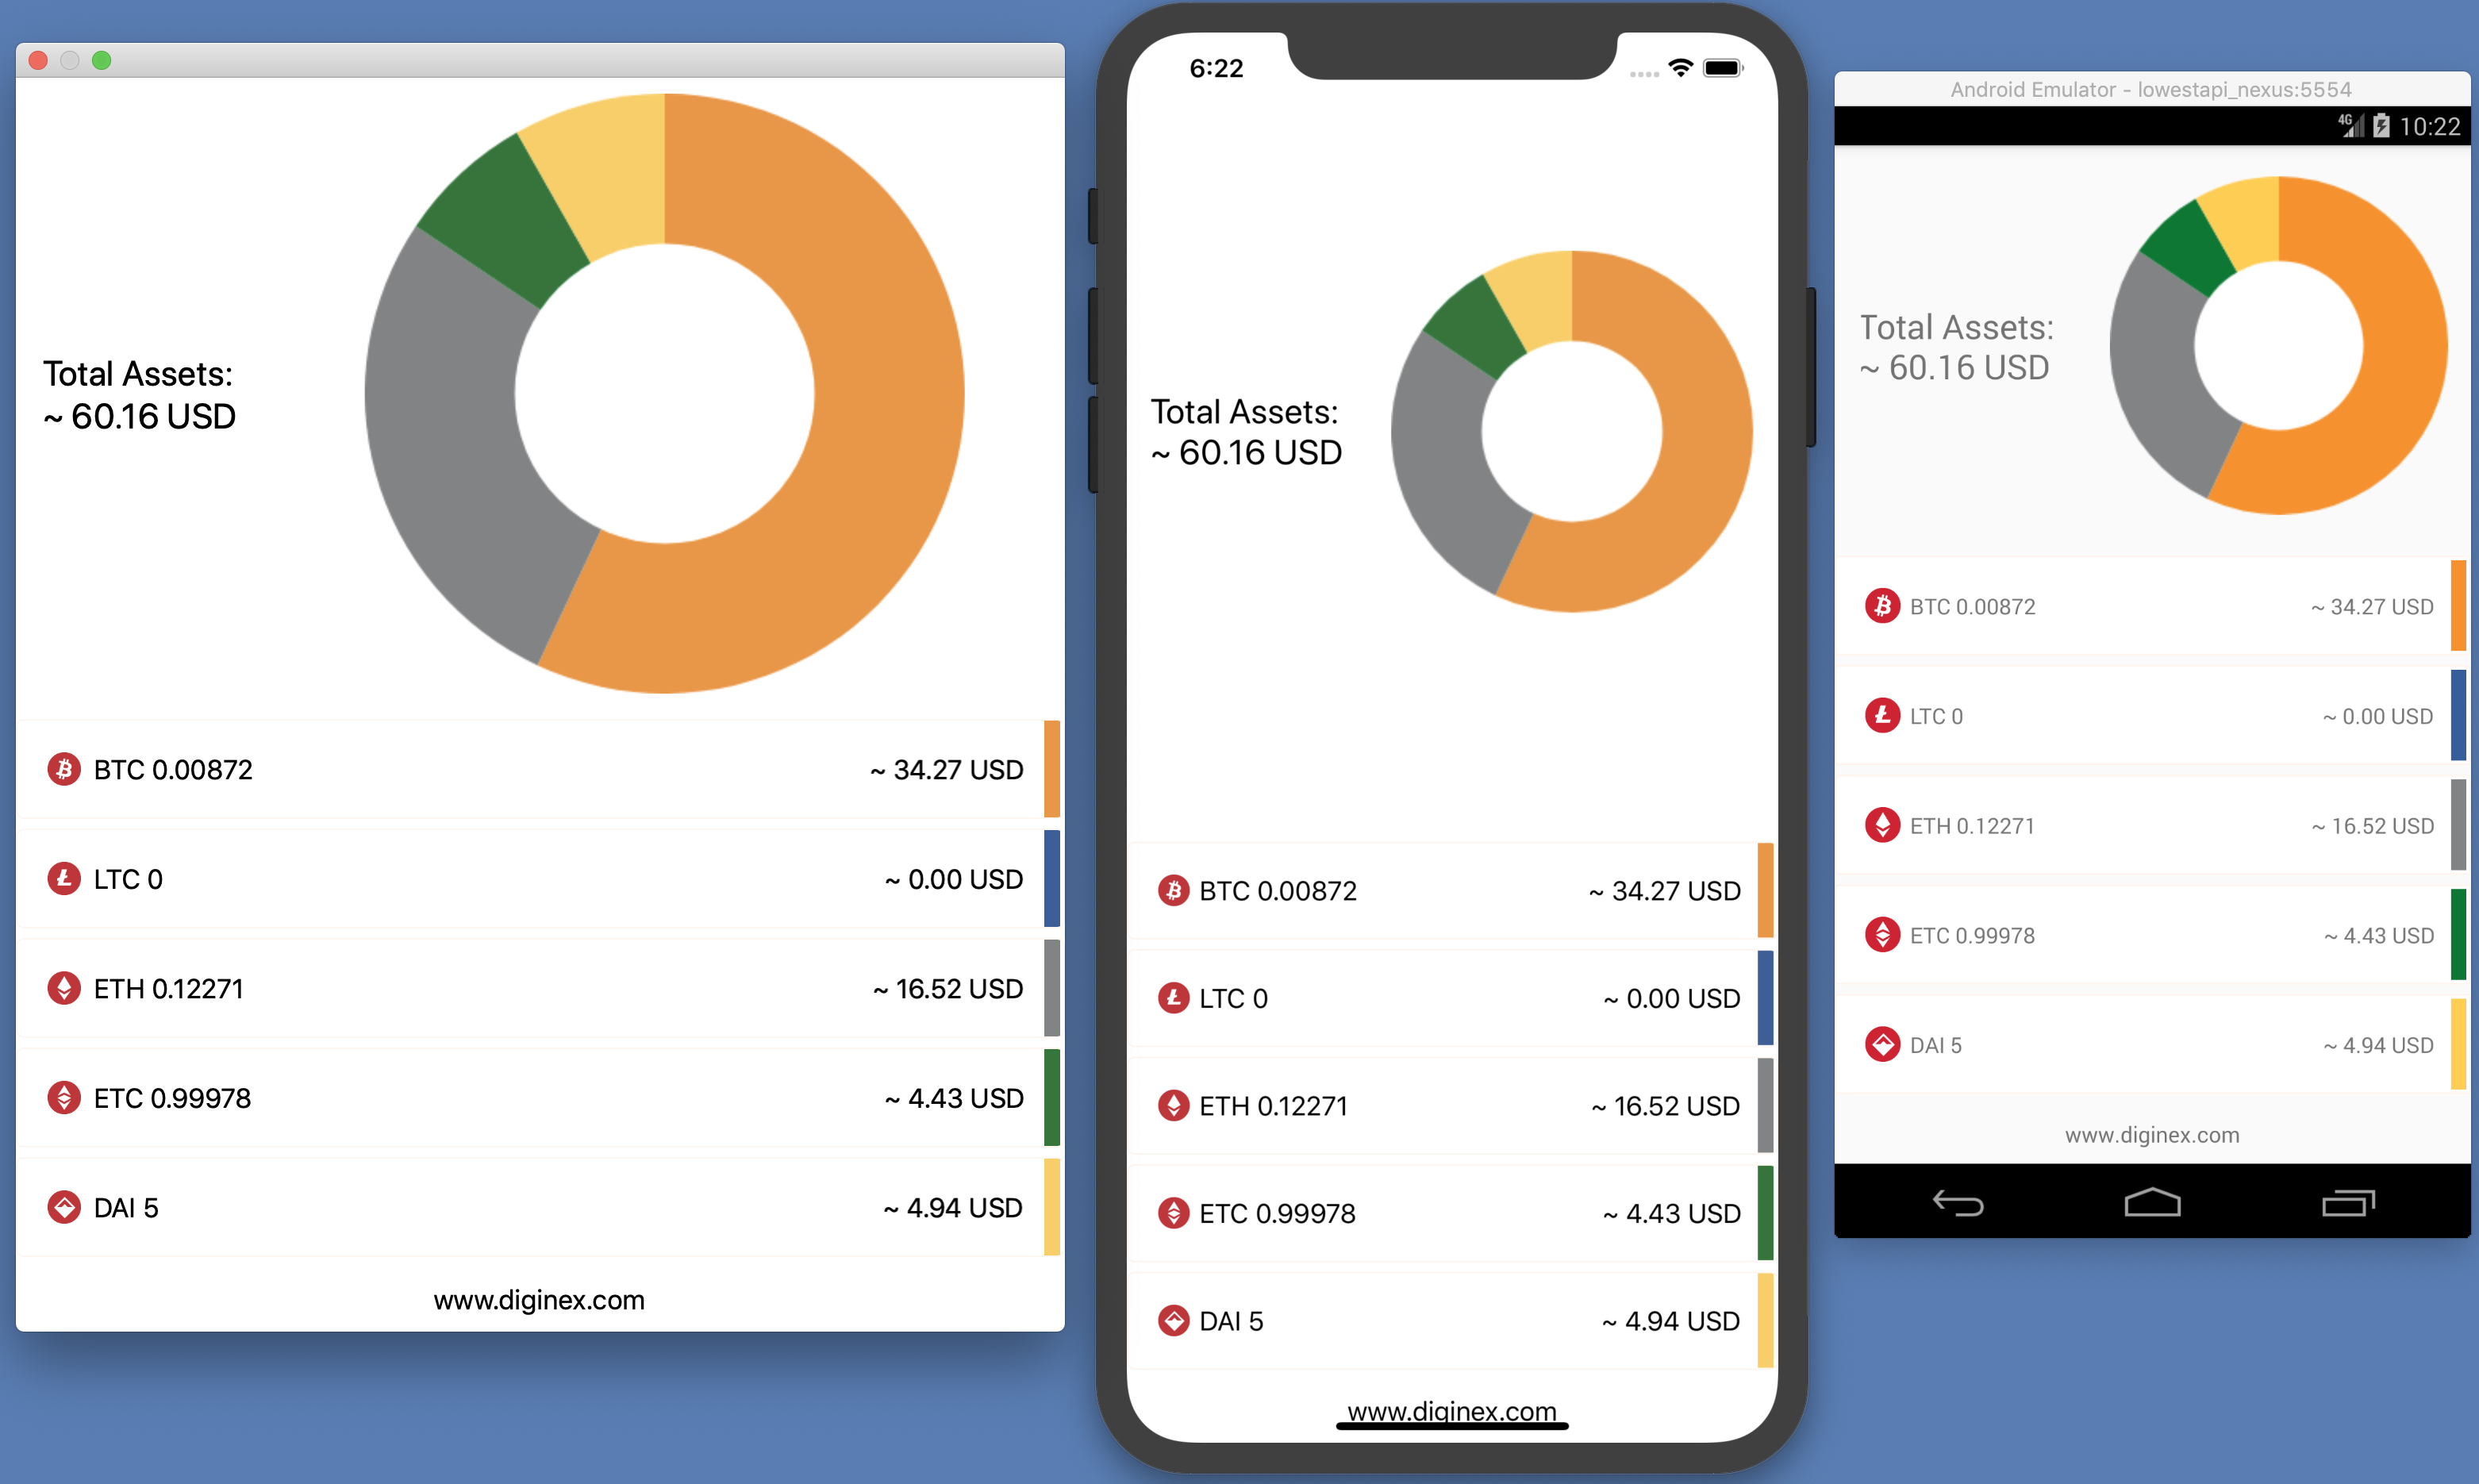 Total Assets:
~ 60.16 USD
BTC 0.00872
~ 34.27 USD
LTC 0
~ 0.00 USD
ETH 0.12271
~ 16.52 USD
ETC 0.99978
~ 4.43 USD
DAI 5
~ 4.94 USD
www.diginex.com
6:22
Total Assets:
~ 60.16 USD
BTC 0.00872
~ 34.27 USD
LTC 0
~ 0.00 USD
ETH 0.12271
~ 16.52 USD
ETC 0.99978
~ 4.43 USD
DAI 5
~ 4.94 USD
www.diginex.com
Android Emulator - lowestapi_nexus:5554
4G 10:22
Total Assets:
~ 60.16 USD
BTC 0.00872
~ 34.27 USD
LTC 0
~ 0.00 USD
ETH 0.12271
~ 16.52 USD
ETC 0.99978
~ 4.43 USD
DAI 5
~ 4.94 USD
www.diginex.com